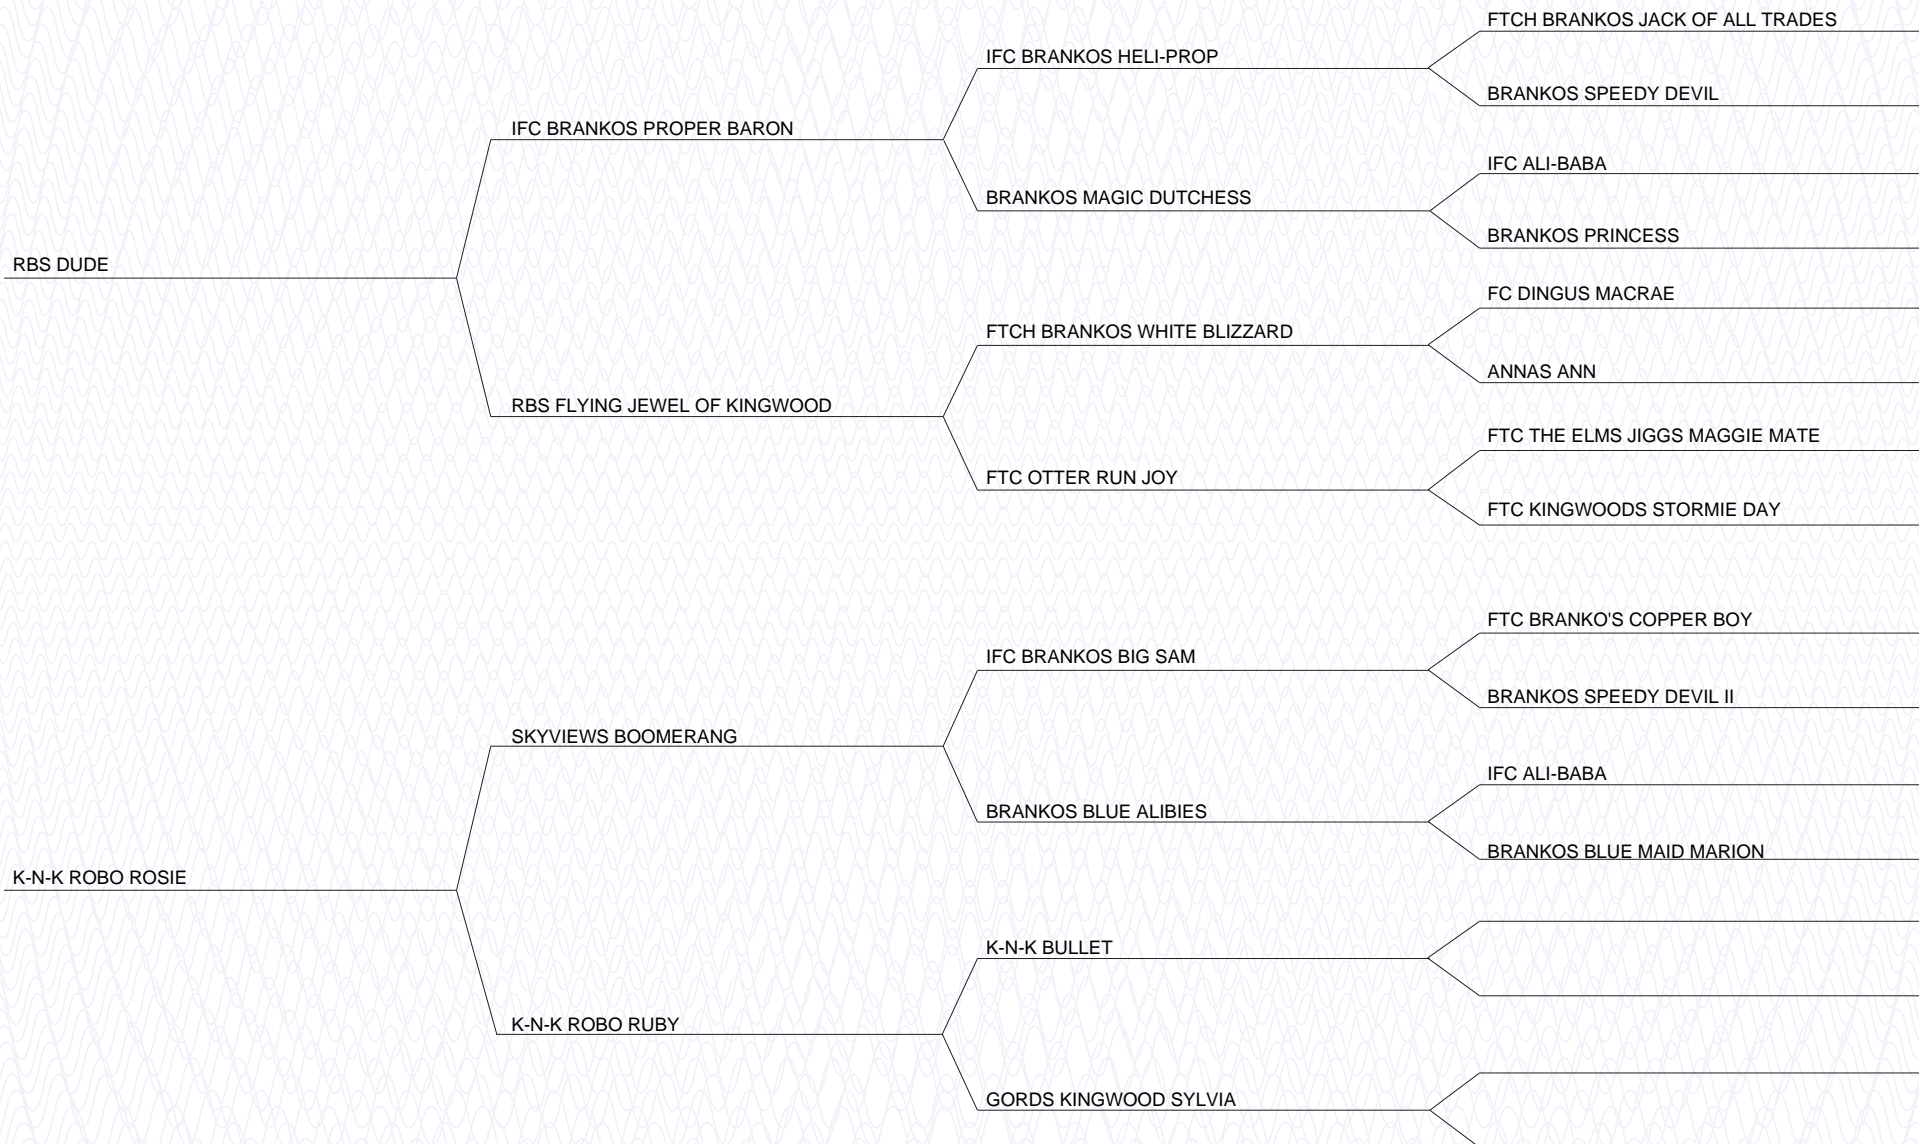 FTCH BRANKOS JACK OF ALL TRADES
IFC BRANKOS HELI-PROP
BRANKOS SPEEDY DEVIL
IFC BRANKOS PROPER BARON
IFC ALI-BABA
BRANKOS MAGIC DUTCHESS
BRANKOS PRINCESS
RBS DUDE
FC DINGUS MACRAE
FTCH BRANKOS WHITE BLIZZARD
ANNAS ANN
RBS FLYING JEWEL OF KINGWOOD
FTC THE ELMS JIGGS MAGGIE MATE
FTC OTTER RUN JOY
FTC KINGWOODS STORMIE DAY
FTC BRANKO'S COPPER BOY
IFC BRANKOS BIG SAM
BRANKOS SPEEDY DEVIL II
SKYVIEWS BOOMERANG
IFC ALI-BABA
BRANKOS BLUE ALIBIES
BRANKOS BLUE MAID MARION
K-N-K ROBO ROSIE
K-N-K BULLET
K-N-K ROBO RUBY
GORDS KINGWOOD SYLVIA